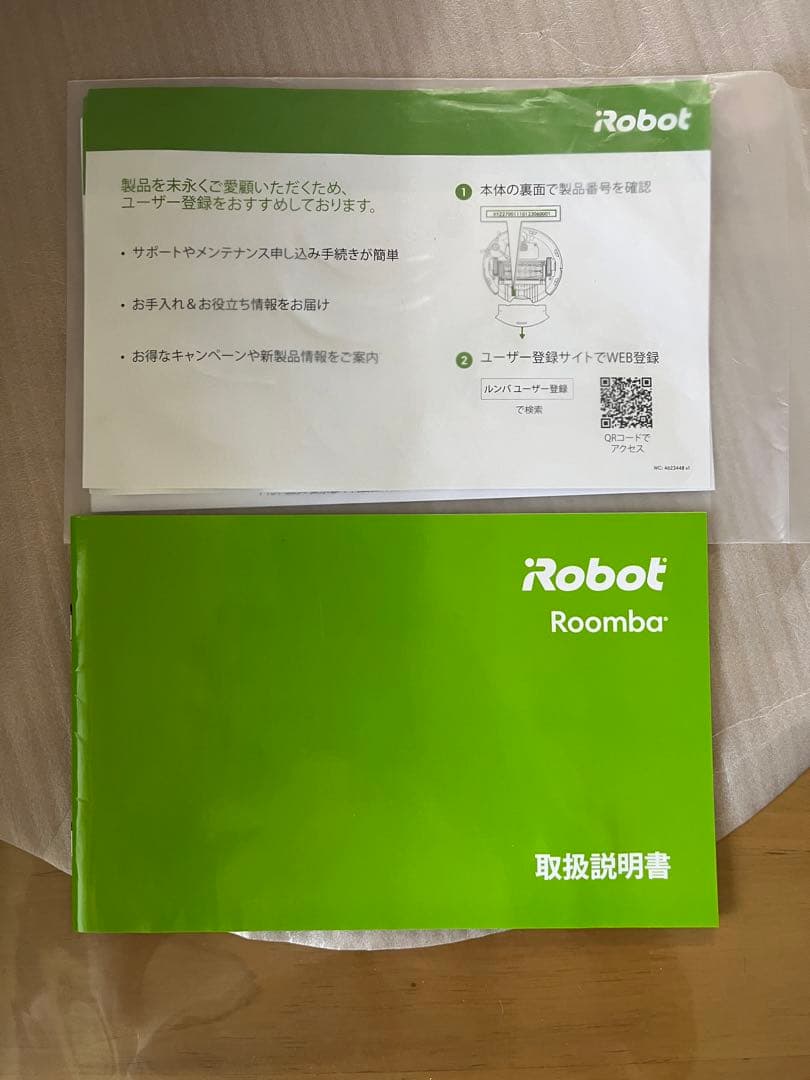 iRobot
製品を末永くご愛顧いただくため、
ユーザー登録をおすすめしております。
• サポートやメンテナンス申し込み手続きが簡単
• お手入れ＆お役立ち情報をお届け
• お得なキャンペーンや新製品情報をご案内
1 本体の裏面で製品番号を確認
2 ユーザー登録サイトでWEB登録
ルンバ ユーザー登録
で検索
QRコードで
アクセス
iRobot
Roomba
取扱説明書